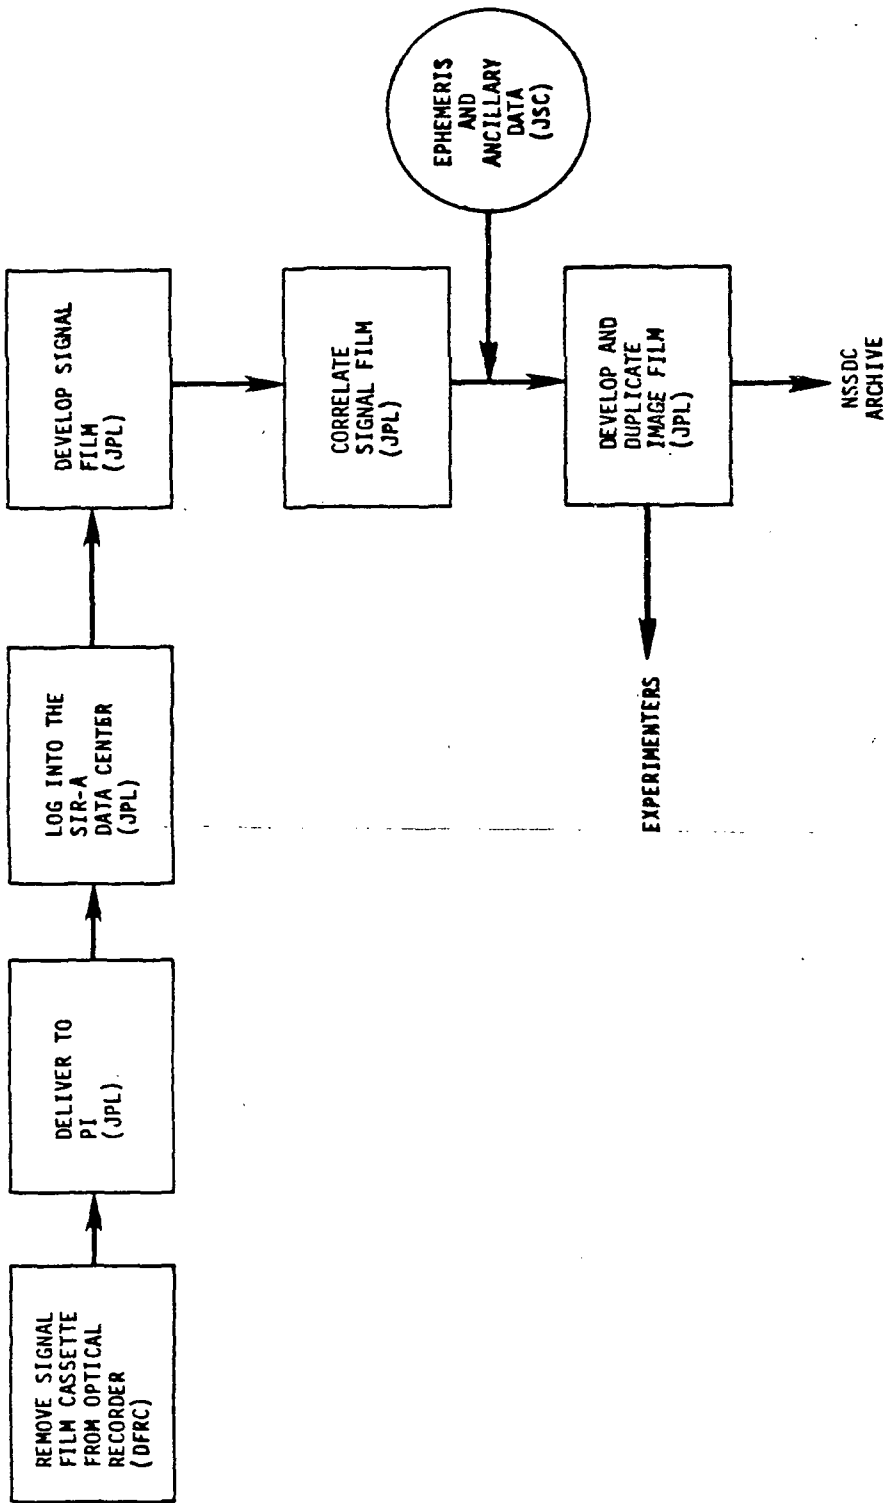 REMOVE SIGNAL
FILM CASSETTE
FROM OPTICAL
RECORDER
(DFRC)
DELIVER TO
PI
(JPL)
LOG INTO THE
SIR-A
DATA CENTER
(JPL)
DEVELOP SIGNAL
FILM
(JPL)
CORRELATE
SIGNAL FILM
(JPL)
EPHEMERIS
AND
ANCILLARY
DATA
(JSC)
DEVELOP AND
DUPLICATE
IMAGE FILM
(JPL)
EXPERIMENTERS
NSSDC
ARCHIVE